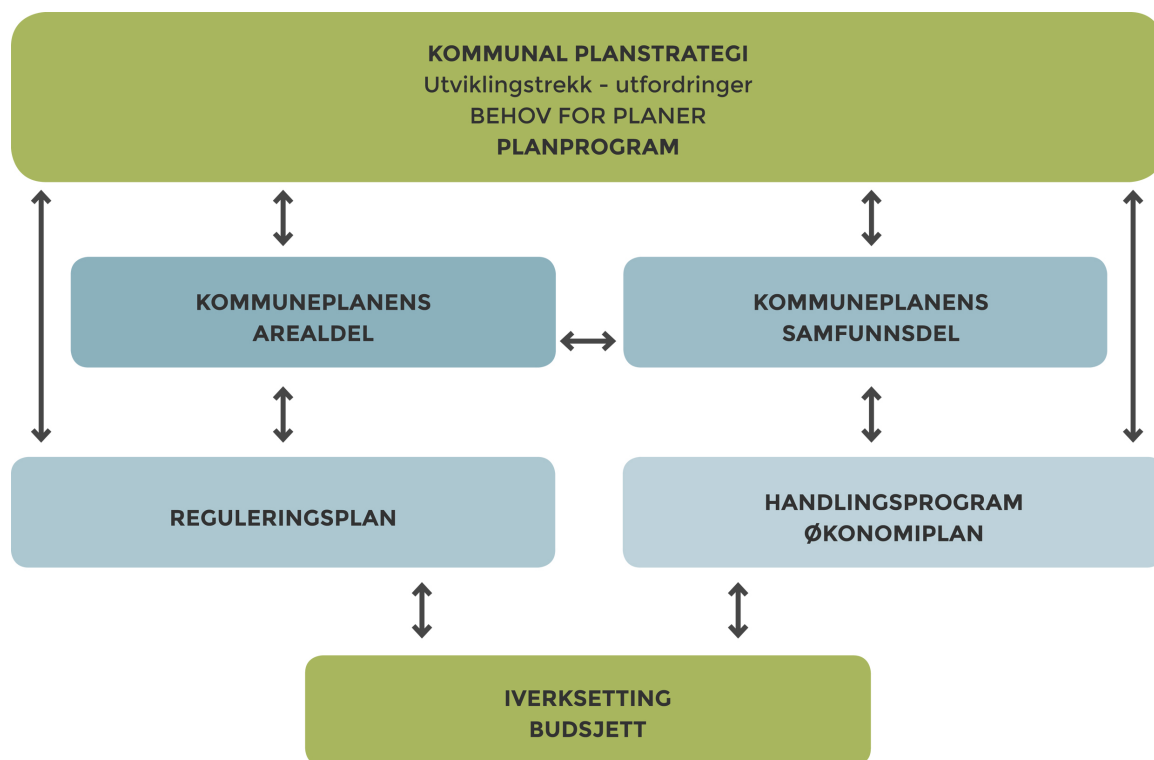 KOMMUNAL PLANSTRATEGI
Utviklingstrekk - utfordringer
BEHOV FOR PLANER
PLANPROGRAM
KOMMUNEPLANENS
AREALDEL
KOMMUNEPLANENS
SAMFUNNSDEL
REGULERINGSPLAN
HANDLINGSPROGRAM
ØKONOMIPLAN
IVERKSETTING
BUDSJETT